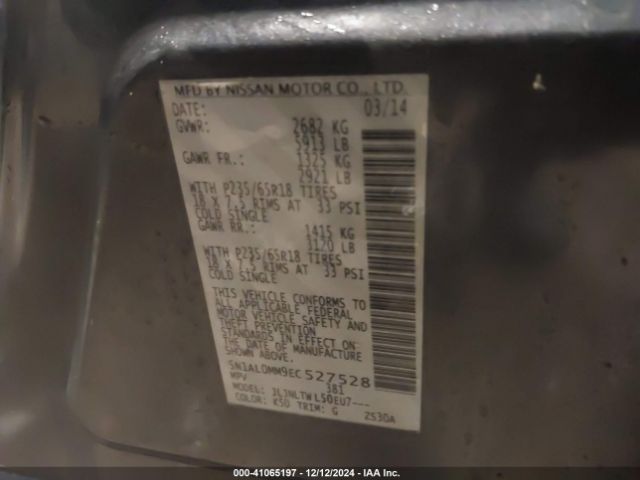 MFD BY NISSAN MOTOR CO., LTD.
DATE: 03/14
GVWR: 2682 KG
5913 LB
GAWR FR.: 1325 KG
2921 LB
WITH P235/65R18 TIRES
18 X 7.5 RIMS AT 33 PSI
COLD SINGLE
GAWR RR.: 1415 KG
3120 LB
WITH P235/65R18 TIRES
18 X 7.5 RIMS AT 33 PSI
COLD SINGLE
THIS VEHICLE CONFORMS TO
ALL APPLICABLE FEDERAL
MOTOR VEHICLE SAFETY AND
THEFT PREVENTION
STANDARDS IN EFFECT ON
THE DATE OF MANUFACTURE
SHOWN ABOVE.
5N1AL0MM9EC527528
MPV 381
MODEL: JLJNLTWL50EU7---
COLOR: K50 TRIM: G ZS30A
000-41065197 - 12/12/2024 - IAA Inc.